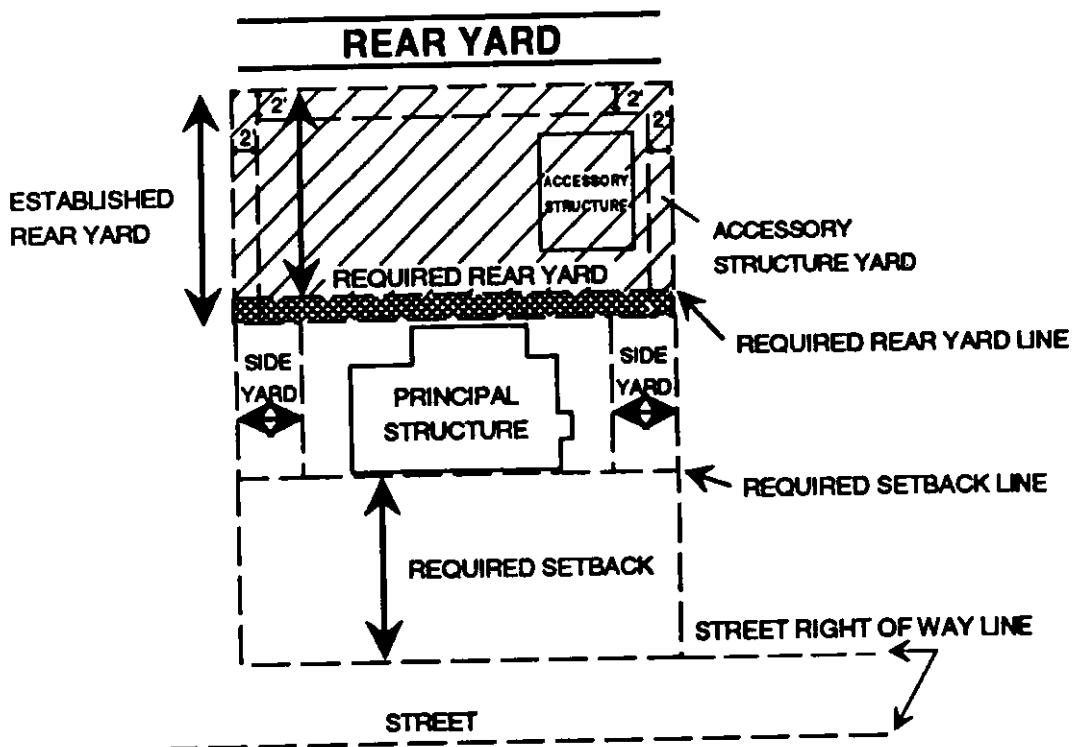 REAR YARD
2'
2'
2'
2'
ESTABLISHED
REAR YARD
ACCESSORY
STRUCTURE
ACCESSORY
STRUCTURE YARD
REQUIRED REAR YARD
REQUIRED REAR YARD LINE
SIDE
YARD
PRINCIPAL
STRUCTURE
SIDE
YARD
REQUIRED SETBACK LINE
REQUIRED SETBACK
STREET RIGHT OF WAY LINE
STREET